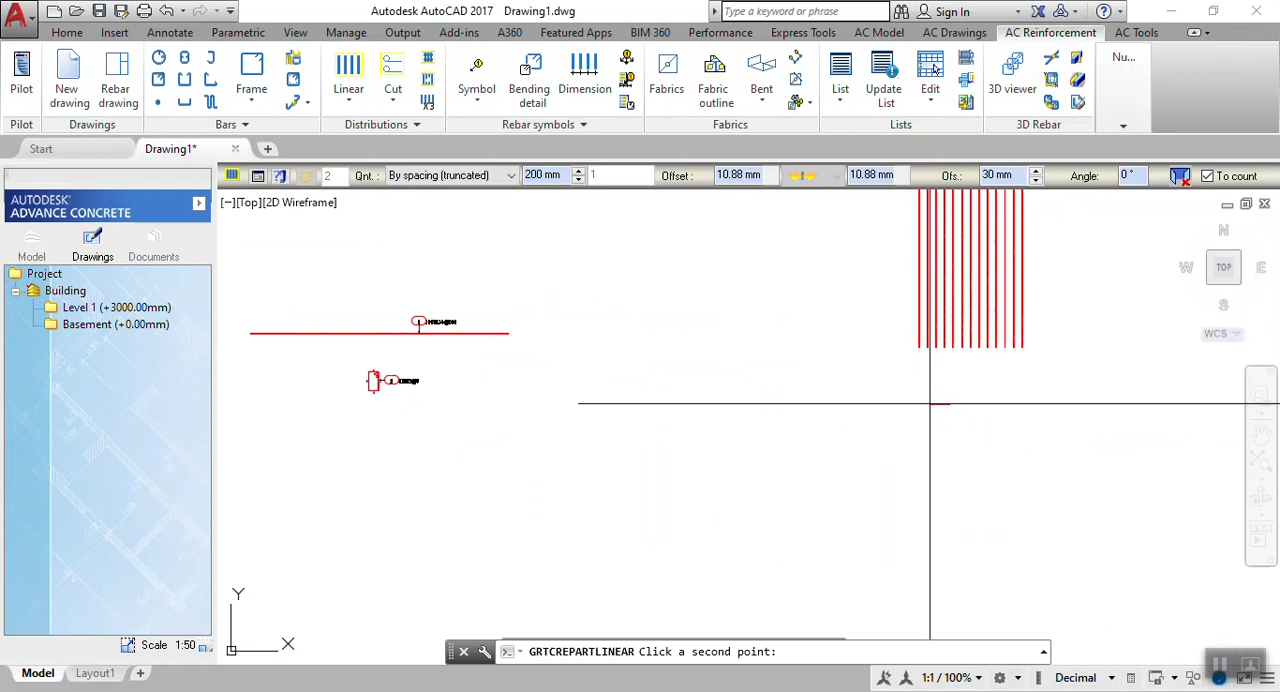 Autodesk AutoCAD 2017 Drawing1.dwg
Type a keyword or phrase
Sign In
Home Insert Annotate Parametric View Manage Output Add-ins A360 Featured Apps BIM 360 Performance Express Tools AC Model AC Drawings AC Reinforcement AC Tools
Pilot
New drawing
Rebar drawing
Frame
Linear
Cut
Symbol
Bending detail
Dimension
Fabrics
Fabric outline
Bent
List
Update List
Edit
3D viewer
Nu...
Pilot Drawings Bars Distributions Rebar symbols Fabrics Lists 3D Rebar
Start Drawing1*
2 Qnt.: By spacing (truncated) 200 mm 1 Offset : 10.88 mm 10.88 mm Ofs.: 30 mm Angle: 0 ° To count
AUTODESK®
ADVANCE CONCRETE
Model Drawings Documents
Project
Building
Level 1 (+3000.00mm)
Basement (+0.00mm)
Scale 1:50
[−][Top][2D Wireframe]
N
W TOP E
S
WCS
Y
X
GRTCREPARTLINEAR Click a second point:
Model Layout1
1:1 / 100% Decimal